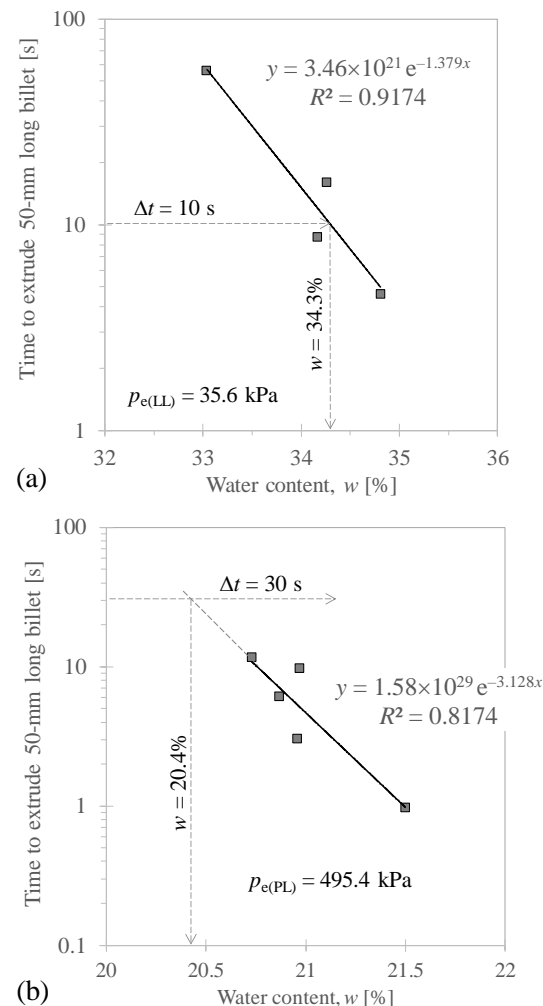 100
10
1
Time to extrude 50-mm long billet [s]
y = 3.46×10²¹ e⁻¹·³⁷⁹ˣ
R² = 0.9174
Δt = 10 s
w = 34.3%
pₑ₍LL₎ = 35.6 kPa
32 33 34 35 36
(a)
Water content, w [%]
100
10
1
0.1
Time to extrude 50-mm long billet [s]
Δt = 30 s
y = 1.58×10²⁹ e⁻³·¹²⁸ˣ
R² = 0.8174
w = 20.4%
pₑ₍PL₎ = 495.4 kPa
20 20.5 21 21.5 22
(b)
Water content, w [%]